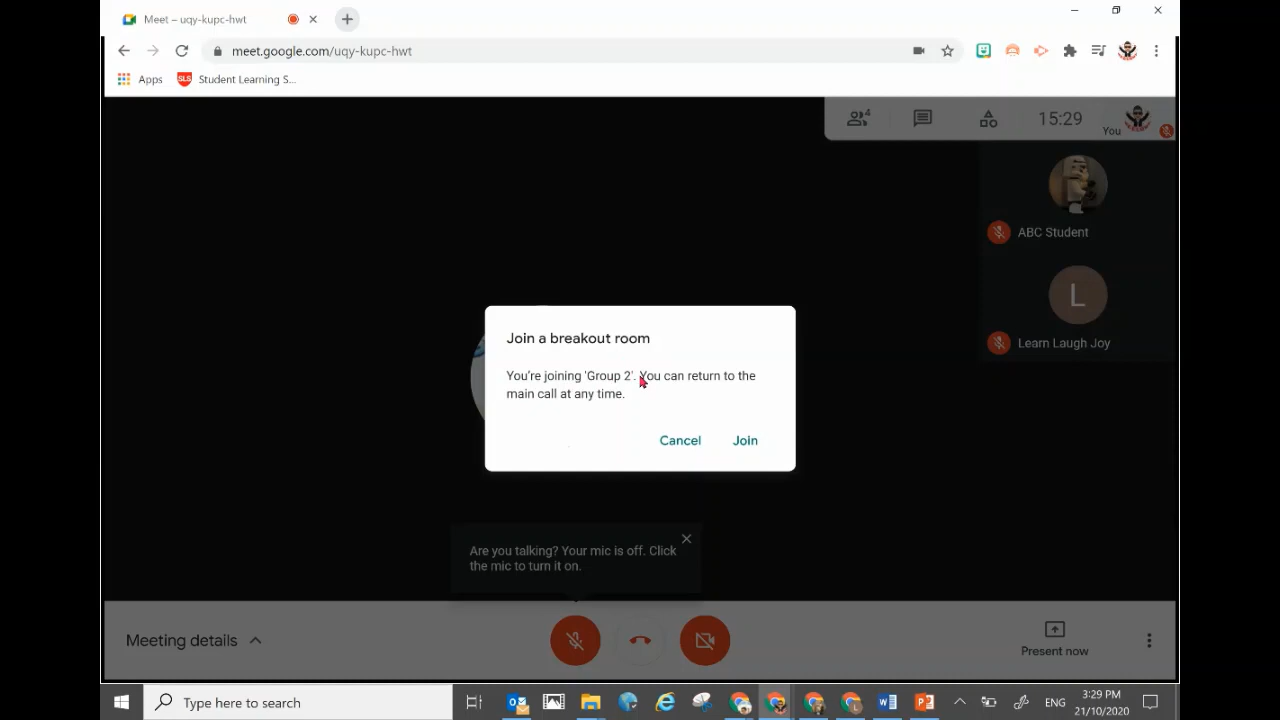 Meet – uqy-kupc-hwt
meet.google.com/uqy-kupc-hwt
Apps
SLS
Student Learning S...
4
15:29
You
ABC Student
L
Learn Laugh Joy
Join a breakout room
You're joining 'Group 2'. You can return to the
main call at any time.
Cancel
Join
Are you talking? Your mic is off. Click
the mic to turn it on.
Meeting details
Present now
Type here to search
ENG
3:29 PM
21/10/2020